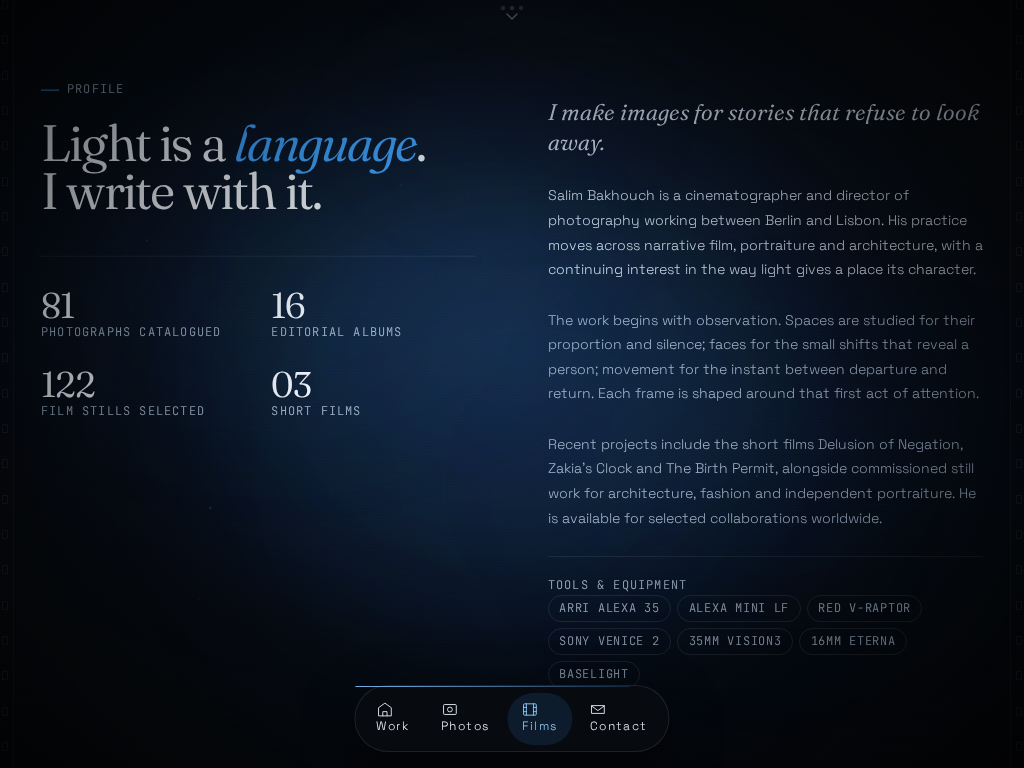 PROFILE
Light is a language.
I write with it.
81
PHOTOGRAPHS CATALOGUED
16
EDITORIAL ALBUMS
122
FILM STILLS SELECTED
03
SHORT FILMS
I make images for stories that refuse to look
away.
Salim Bakhouch is a cinematographer and director of
photography working between Berlin and Lisbon. His practice
moves across narrative film, portraiture and architecture, with a
continuing interest in the way light gives a place its character.
The work begins with observation. Spaces are studied for their
proportion and silence; faces for the small shifts that reveal a
person; movement for the instant between departure and
return. Each frame is shaped around that first act of attention.
Recent projects include the short films Delusion of Negation,
Zakia's Clock and The Birth Permit, alongside commissioned still
work for architecture, fashion and independent portraiture. He
is available for selected collaborations worldwide.
TOOLS & EQUIPMENT
ARRI ALEXA 35 ALEXA MINI LF RED V-RAPTOR
SONY VENICE 2 35MM VISION3 16MM ETERNA
BASELIGHT
Work Photos Films Contact